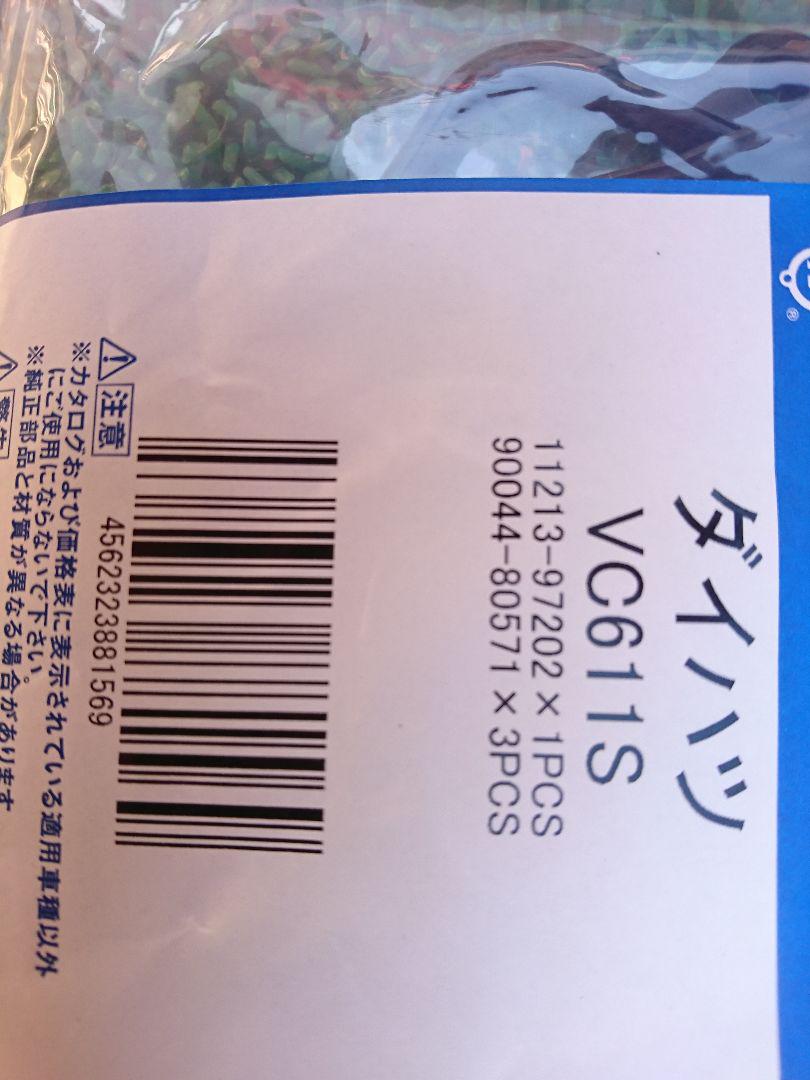 ダイハツ
VC611S
11213-97202×1PCS
90044-80571×3PCS
4562323881569
注意
※カタログおよび価格表に表示されている適用車種以外
にご使用にならないで下さい。
※純正部品と材質が異なる場合があります
®